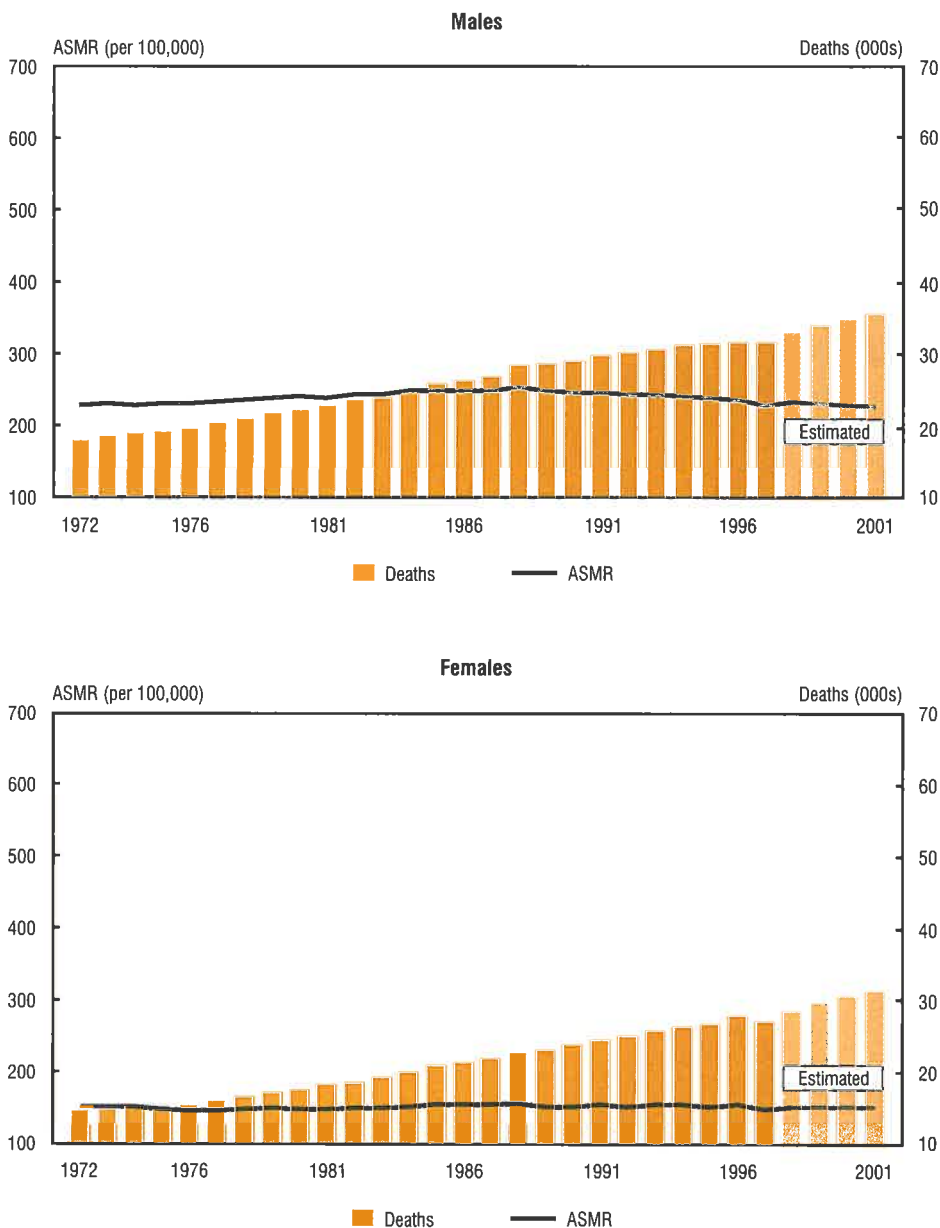 Males
ASMR (per 100,000) Deaths (000s)
700 70
600 60
500 50
400 40
300 30
200 20
Estimated
100 10
1972 1976 1981 1986 1991 1996 2001
Deaths ASMR
Females
ASMR (per 100,000) Deaths (000s)
700 70
600 60
500 50
400 40
300 30
200 20
Estimated
100 10
1972 1976 1981 1986 1991 1996 2001
Deaths ASMR